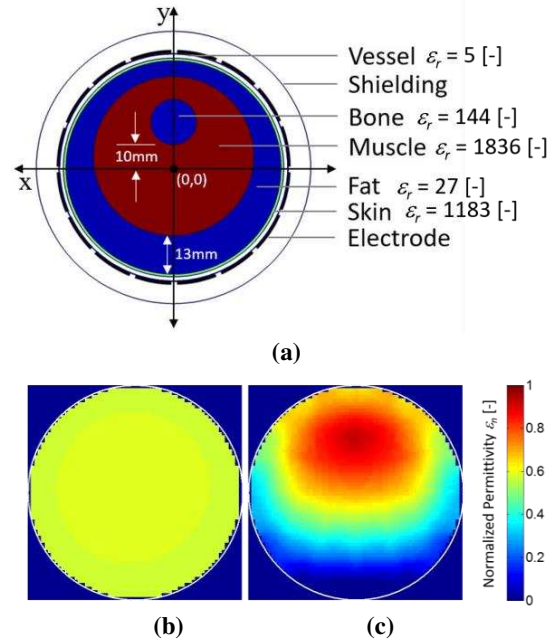 y
x
(0,0)
10mm
13mm
Vessel εr = 5 [-]
Shielding
Bone εr = 144 [-]
Muscle εr = 1836 [-]
Fat εr = 27 [-]
Skin εr = 1183 [-]
Electrode
(a)
1
0.8
0.6
0.4
0.2
0
Normalized Permittivity εn [-]
(b)
(c)